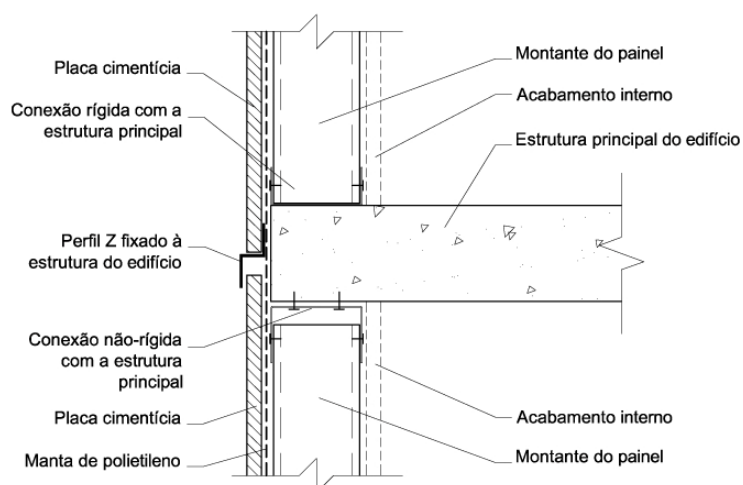 Placa cimentícia
Conexão rígida com a
estrutura principal
Perfil Z fixado à
estrutura do edifício
Conexão não-rígida
com a estrutura
principal
Placa cimentícia
Manta de polietileno
Montante do painel
Acabamento interno
Estrutura principal do edifício
Acabamento interno
Montante do painel